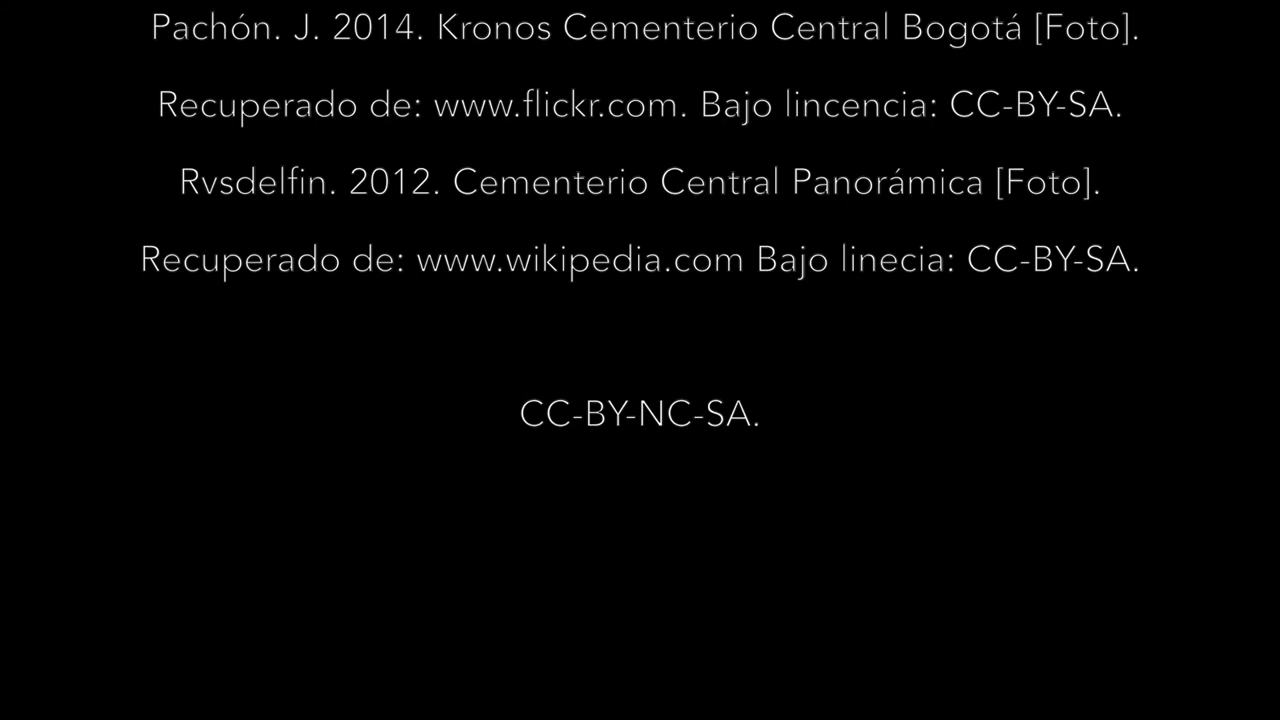 Pachón. J. 2014. Kronos Cementerio Central Bogotá [Foto].
Recuperado de: www.flickr.com. Bajo lincencia: CC-BY-SA.
Rvsdelfin. 2012. Cementerio Central Panorámica [Foto].
Recuperado de: www.wikipedia.com Bajo linecia: CC-BY-SA.
CC-BY-NC-SA.